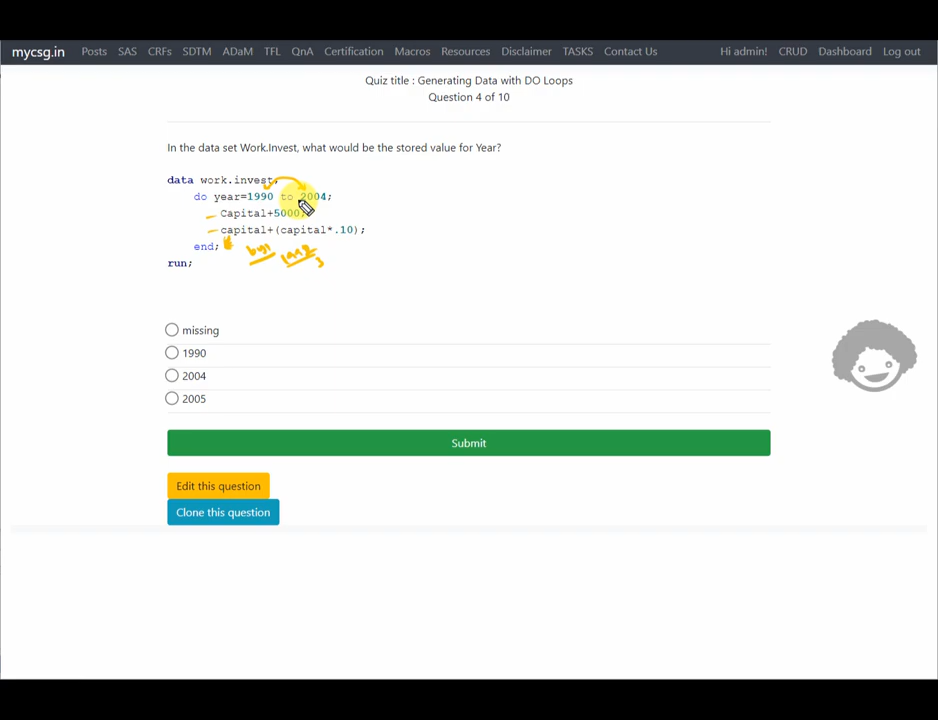 mycsg.in Posts SAS CRFs SDTM ADaM TFL QnA Certification Macros Resources Disclaimer TASKS Contact Us Hi admin! CRUD Dashboard Log out
Quiz title : Generating Data with DO Loops
Question 4 of 10
In the data set Work.Invest, what would be the stored value for Year?
data work.invest;
do year=1990 to 2004;
Capital+5000;
capital+(capital*.10);
end;
run;
missing
1990
2004
2005
Submit
Edit this question
Clone this question